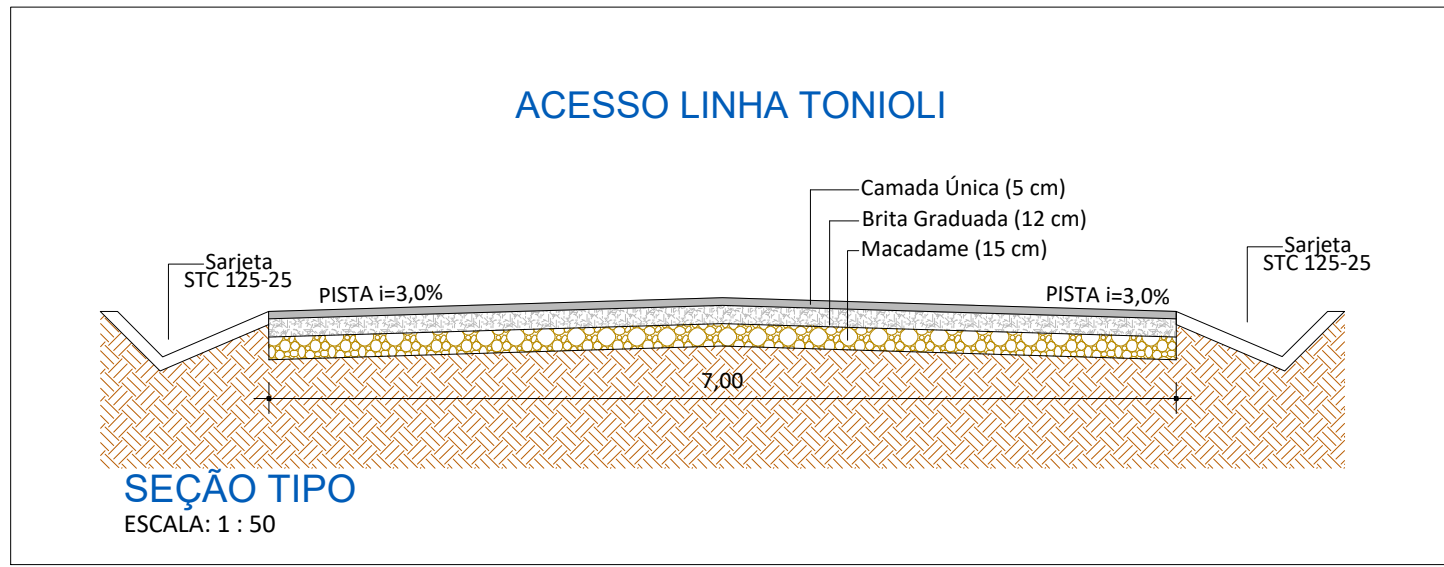 ACESSO LINHA TONIOLI
Camada Única (5 cm)
Brita Graduada (12 cm)
Macadame (15 cm)
Sarjeta
STC 125-25
Sarjeta
STC 125-25
PISTA i=3,0%
PISTA i=3,0%
7,00
SEÇÃO TIPO
ESCALA: 1 : 50